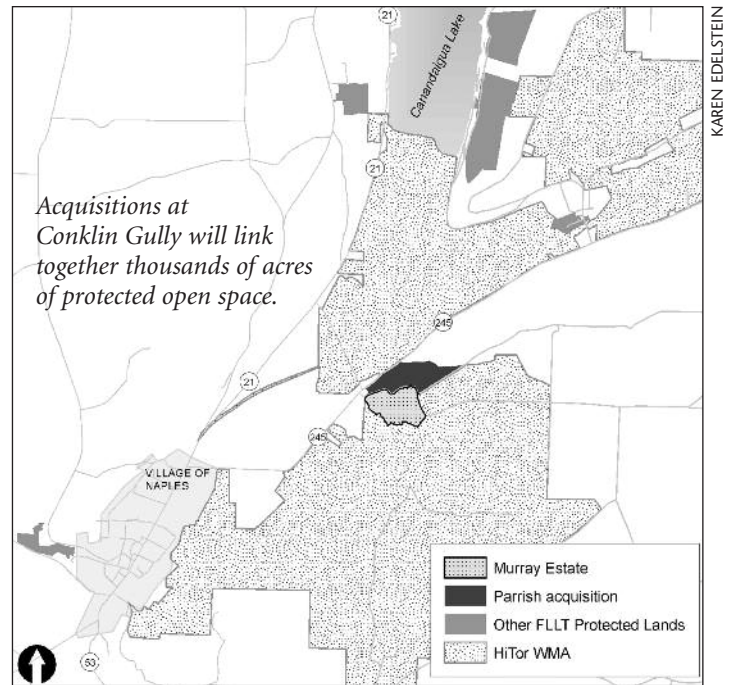 KAREN EDELSTEIN
21
Canandaigua Lake
21
Acquisitions at
Conklin Gully will link
together thousands of acres
of protected open space.
245
21
245
VILLAGE OF
NAPLES
53
Murray Estate
Parrish acquisition
Other FLLT Protected Lands
HiTor WMA